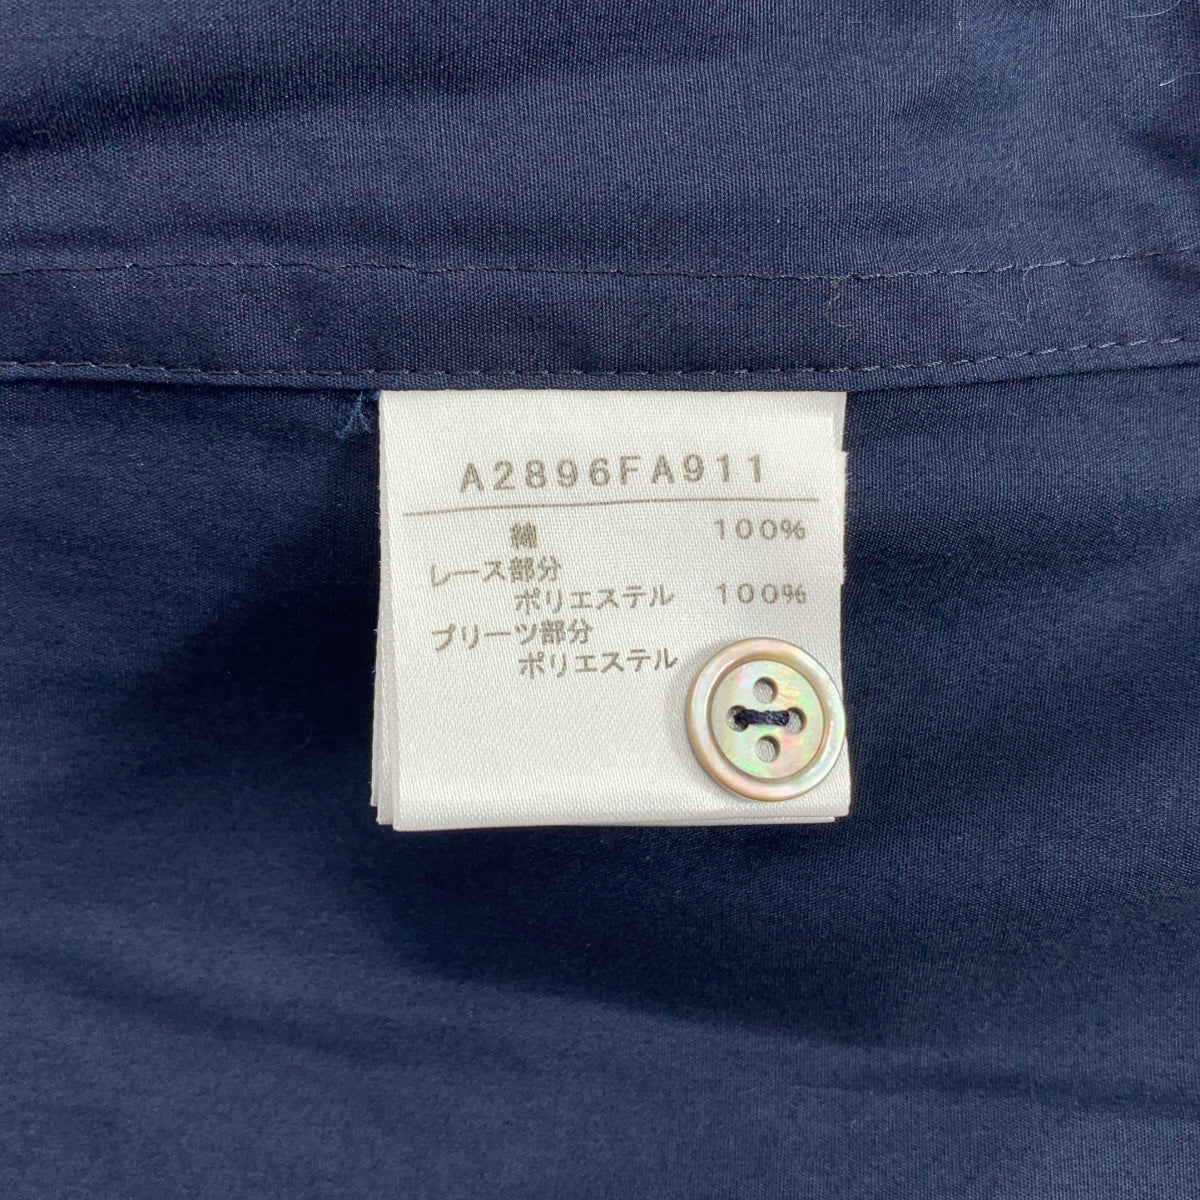 A2896FA911
綿 100%
レース部分
ポリエステル 100%
プリーツ部分
ポリエステル